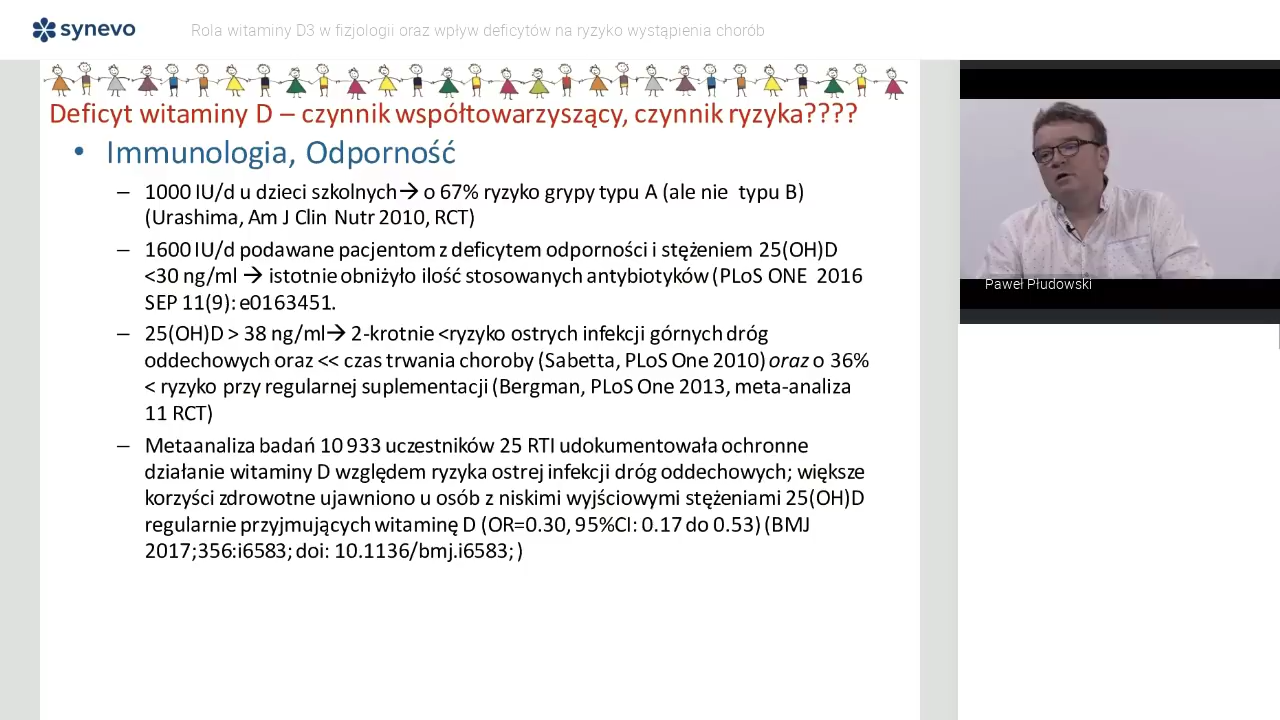 synevo
Rola witaminy D3 w fizjologii oraz wpływ deficytów na ryzyko wystąpienia chorób
Deficyt witaminy D – czynnik współtowarzyszący, czynnik ryzyka????
• Immunologia, Odporność
– 1000 IU/d u dzieci szkolnych→ o 67% ryzyko grypy typu A (ale nie typu B)
(Urashima, Am J Clin Nutr 2010, RCT)
– 1600 IU/d podawane pacjentom z deficytem odporności i stężeniem 25(OH)D
<30 ng/ml → istotnie obniżyło ilość stosowanych antybiotyków (PLoS ONE 2016
SEP 11(9): e0163451.
– 25(OH)D > 38 ng/ml→ 2-krotnie <ryzyko ostrych infekcji górnych dróg
oddechowych oraz << czas trwania choroby (Sabetta, PLoS One 2010) oraz o 36%
< ryzyko przy regularnej suplementacji (Bergman, PLoS One 2013, meta-analiza
11 RCT)
– Metaanaliza badań 10 933 uczestników 25 RTI udokumentowała ochronne
działanie witaminy D względem ryzyka ostrej infekcji dróg oddechowych; większe
korzyści zdrowotne ujawniono u osób z niskimi wyjściowymi stężeniami 25(OH)D
regularnie przyjmujących witaminę D (OR=0.30, 95%CI: 0.17 do 0.53) (BMJ
2017;356:i6583; doi: 10.1136/bmj.i6583; )
Paweł Płudowski